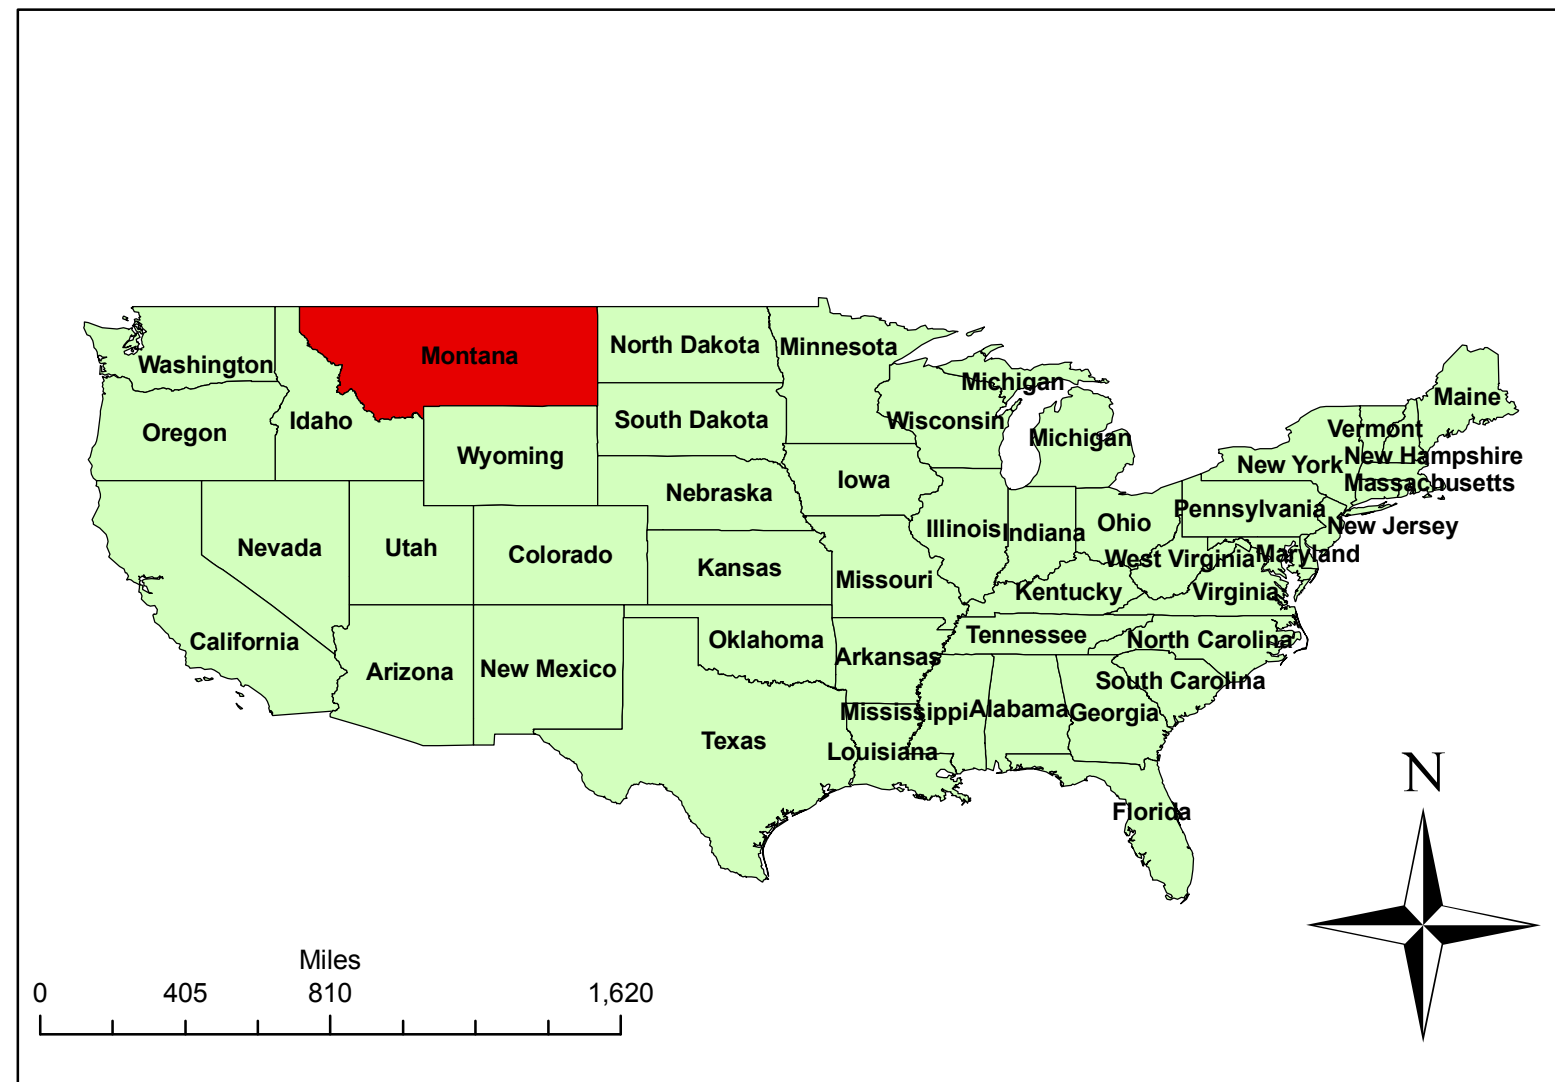 Washington
Montana
North Dakota
Minnesota
Michigan
Maine
Oregon
Idaho
South Dakota
Wisconsin
Michigan
Vermont
Wyoming
New York
New Hampshire
Nebraska
Iowa
Massachusetts
Pennsylvania
Nevada
Utah
Colorado
Kansas
Illinois
Indiana
Ohio
New Jersey
West Virginia
Maryland
Missouri
Kentucky
Virginia
California
Arizona
New Mexico
Oklahoma
Arkansas
Tennessee
North Carolina
South Carolina
Texas
Mississippi
Alabama
Georgia
Louisiana
Florida
N
Miles
0 405 810 1,620